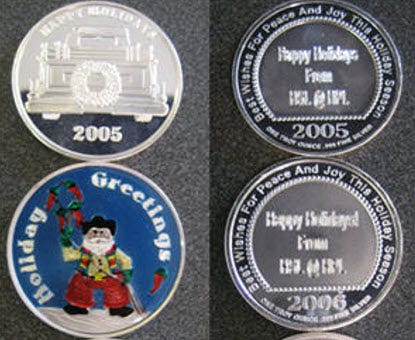 HAPPY HOLIDAYS
2005
Best Wishes For Peace And Joy This Holiday Season
Happy Holidays
From
HSL @ HPL
2005
ONE TROY OUNCE .999 FINE SILVER
Holiday Greetings
Best Wishes For Peace And Joy This Holiday Season
Happy Holidays!
From
2006
ONE TROY OUNCE .999 FINE SILVER